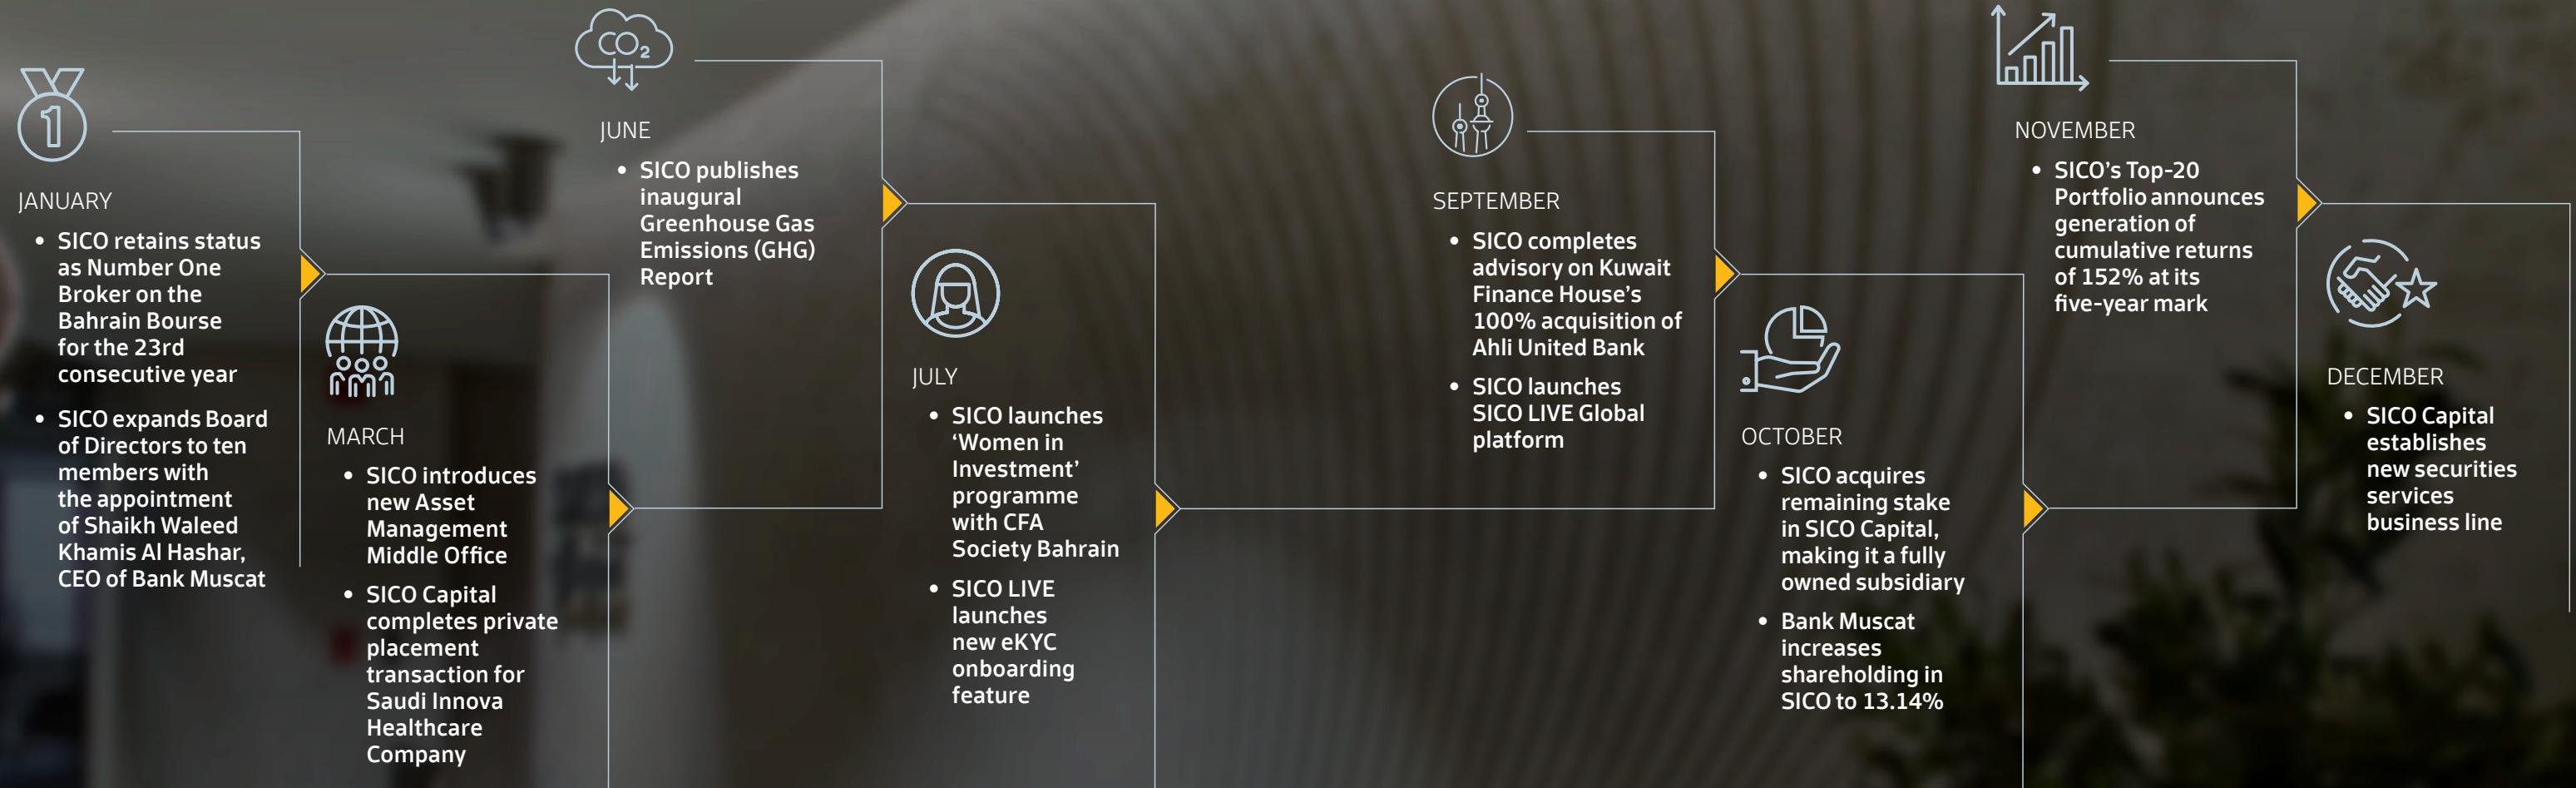 1
JANUARY
• SICO retains status
as Number One
Broker on the
Bahrain Bourse
for the 23rd
consecutive year
• SICO expands Board
of Directors to ten
members with
the appointment
of Shaikh Waleed
Khamis Al Hashar,
CEO of Bank Muscat
MARCH
• SICO introduces
new Asset
Management
Middle Office
• SICO Capital
completes private
placement
transaction for
Saudi Innova
Healthcare
Company
CO2
JUNE
• SICO publishes
inaugural
Greenhouse Gas
Emissions (GHG)
Report
JULY
• SICO launches
‘Women in
Investment’
programme
with CFA
Society Bahrain
• SICO LIVE
launches
new eKYC
onboarding
feature
SEPTEMBER
• SICO completes
advisory on Kuwait
Finance House’s
100% acquisition of
Ahli United Bank
• SICO launches
SICO LIVE Global
platform
OCTOBER
• SICO acquires
remaining stake
in SICO Capital,
making it a fully
owned subsidiary
• Bank Muscat
increases
shareholding in
SICO to 13.14%
NOVEMBER
• SICO’s Top-20
Portfolio announces
generation of
cumulative returns
of 152% at its
five-year mark
DECEMBER
• SICO Capital
establishes
new securities
services
business line